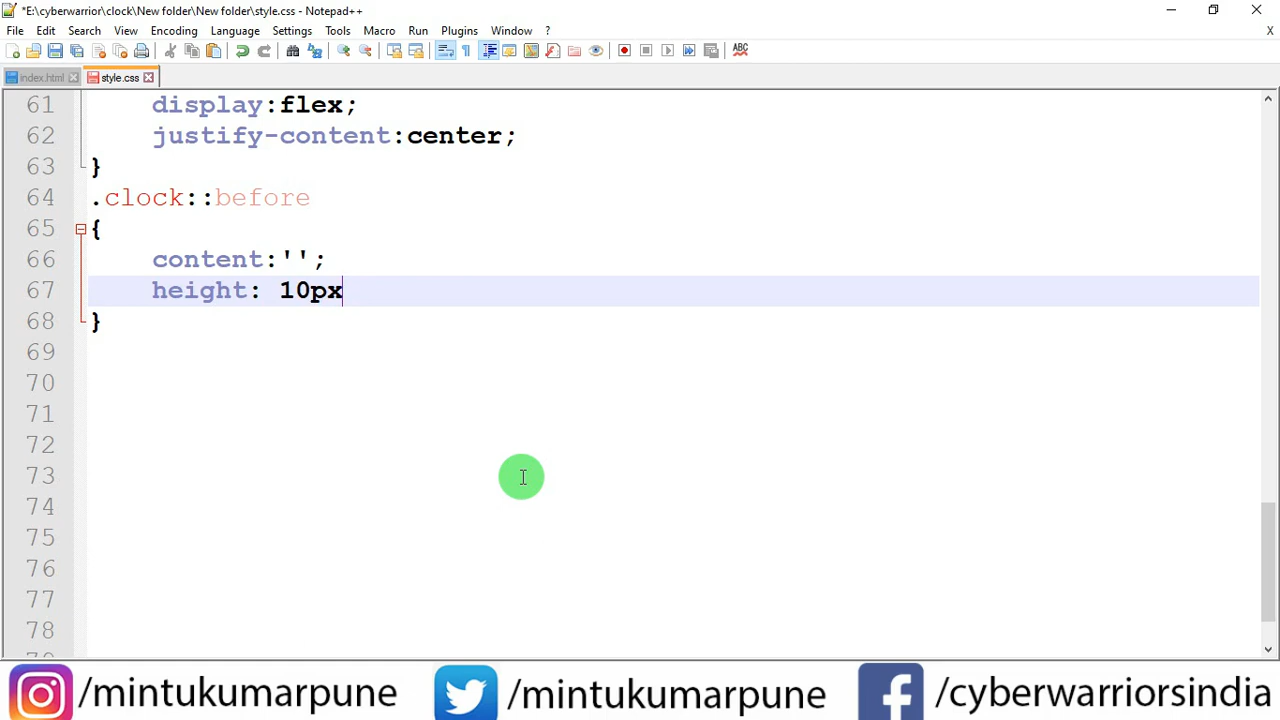 *E:\cyberwarrior\clock\New folder\New folder\style.css - Notepad++
File Edit Search View Encoding Language Settings Tools Macro Run Plugins Window ? X
ABC
index.html style.css
61 display:flex;
62 justify-content:center;
63 }
64 .clock::before
65 {
66 content:'';
67 height: 10px
68 }
69
70
71
72
73
74
75
76
77
78
/mintukumarpune /mintukumarpune /cyberwarriorsindia